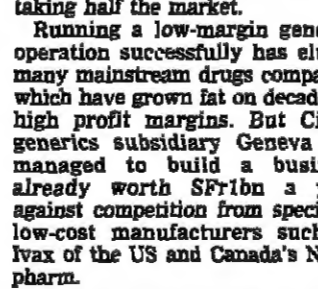 taking half the market.
Running a low-margin gene
operation successfully has el
many mainstream drugs compa
which have grown fat on decad
high profit margins. But Ci
generics subsidiary Geneva
managed to build a busi
already worth SFr1bn a
against competition from speci
low-cost manufacturers such
Ivax of the US and Canada's N
pharm.